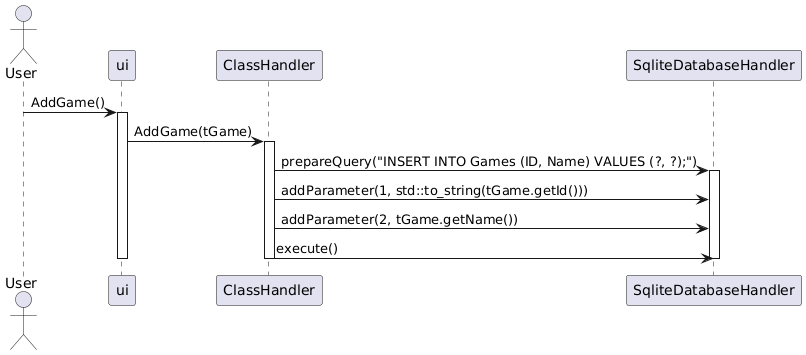 User
ui
ClassHandler
SqliteDatabaseHandler
AddGame()
AddGame(tGame)
prepareQuery("INSERT INTO Games (ID, Name) VALUES (?, ?);")
addParameter(1, std::to_string(tGame.getId()))
addParameter(2, tGame.getName())
execute()
User
ui
ClassHandler
SqliteDatabaseHandler